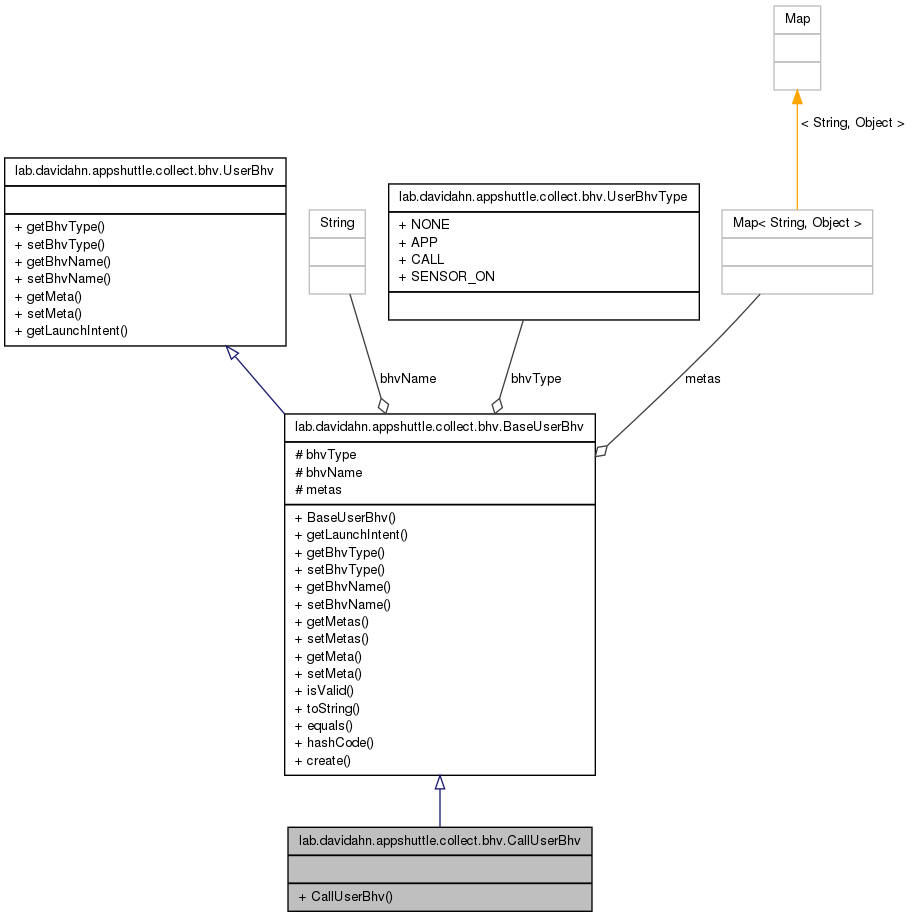 Map
< String, Object >
lab.davidahn.appshuttle.collect.bhv.UserBhv
+ getBhvType()
+ setBhvType()
+ getBhvName()
+ setBhvName()
+ getMeta()
+ setMeta()
+ getLaunchIntent()
String
lab.davidahn.appshuttle.collect.bhv.UserBhvType
+ NONE
+ APP
+ CALL
+ SENSOR_ON
Map< String, Object >
bhvName
bhvType
metas
lab.davidahn.appshuttle.collect.bhv.BaseUserBhv
# bhvType
# bhvName
# metas
+ BaseUserBhv()
+ getLaunchIntent()
+ getBhvType()
+ setBhvType()
+ getBhvName()
+ setBhvName()
+ getMetas()
+ setMetas()
+ getMeta()
+ setMeta()
+ isValid()
+ toString()
+ equals()
+ hashCode()
+ create()
lab.davidahn.appshuttle.collect.bhv.CallUserBhv
+ CallUserBhv()